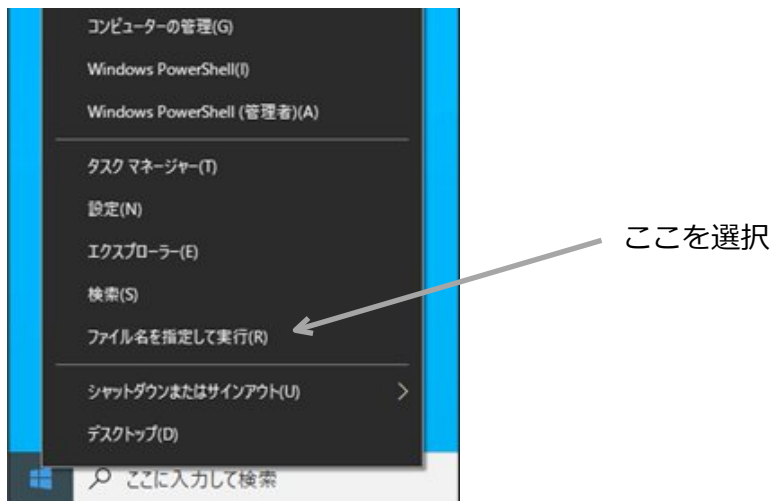 コンピューターの管理(G)
Windows PowerShell(I)
Windows PowerShell (管理者)(A)
タスク マネージャー(T)
設定(N)
エクスプローラー(E)
ここを選択
検索(S)
ファイル名を指定して実行(R)
シャットダウンまたはサインアウト(U)
デスクトップ(D)
ここに入力して検索